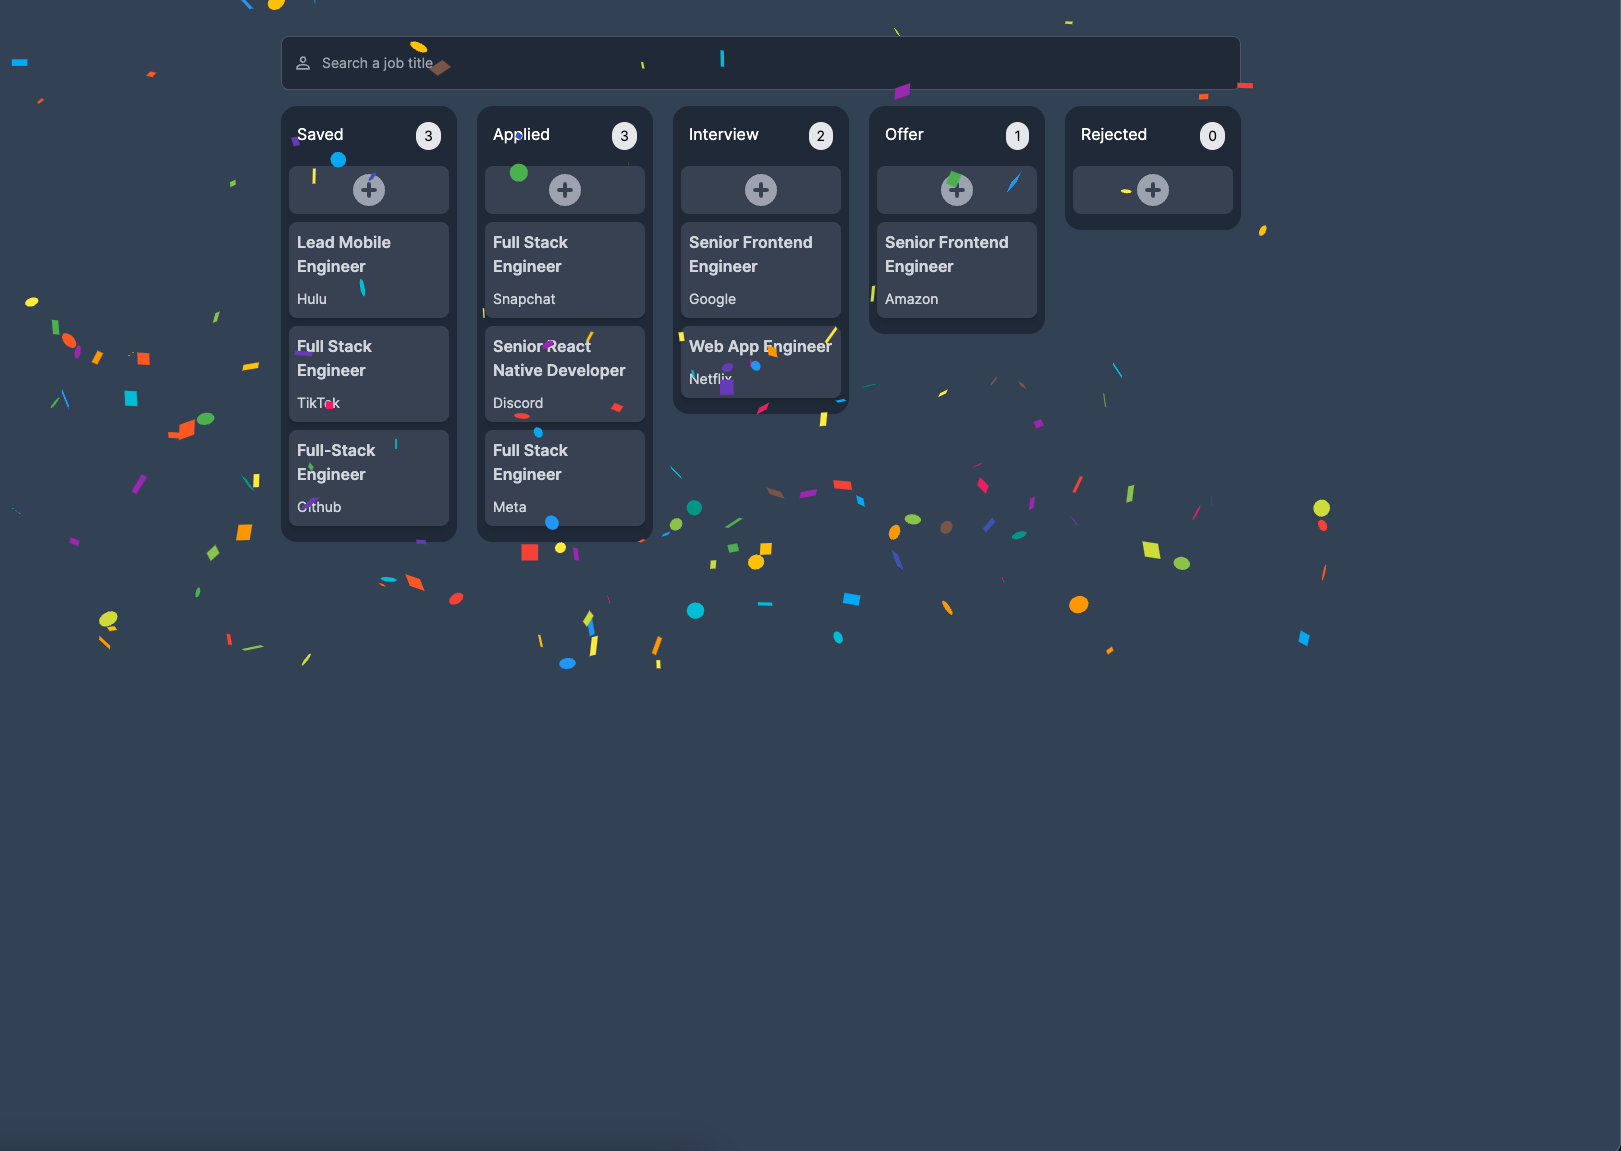 Search a job title
Saved
3
Lead Mobile
Engineer
Hulu
Full Stack
Engineer
TikTok
Full-Stack
Engineer
Github
Applied
3
Full Stack
Engineer
Snapchat
Senior React
Native Developer
Discord
Full Stack
Engineer
Meta
Interview
2
Senior Frontend
Engineer
Google
Web App Engineer
Netflix
Offer
1
Senior Frontend
Engineer
Amazon
Rejected
0